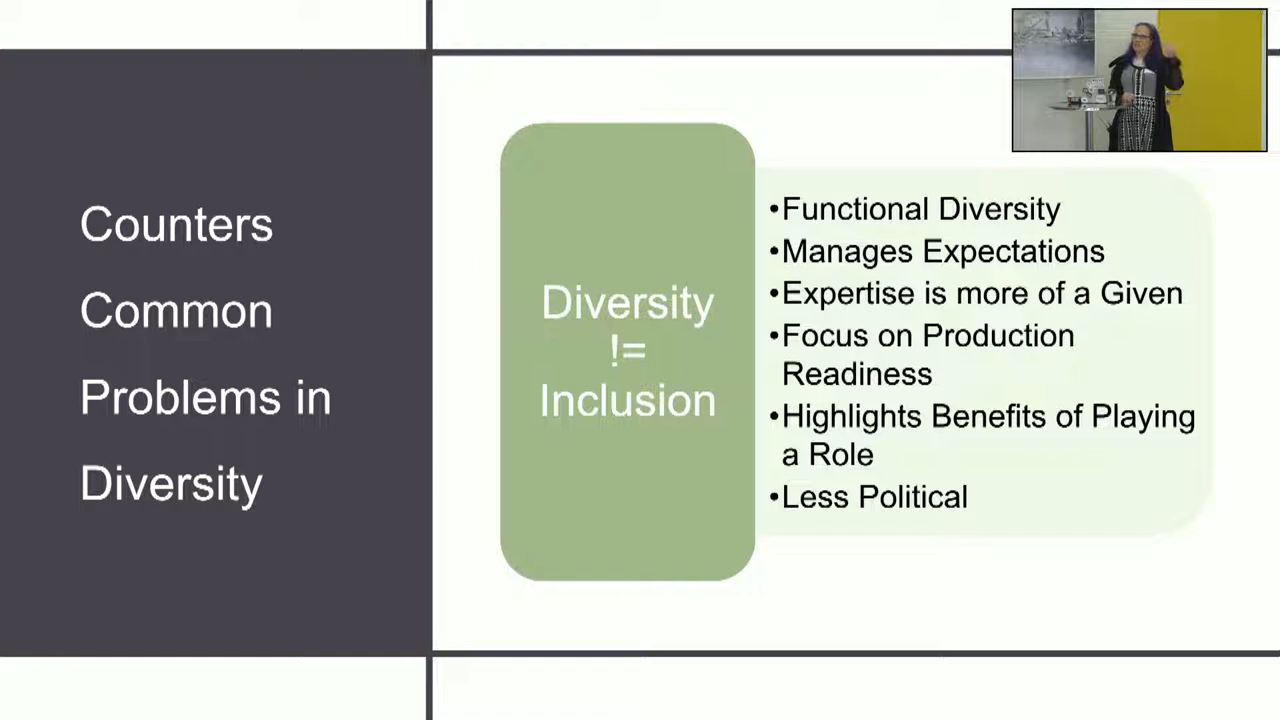 Counters
Common
Problems in
Diversity
Diversity
!=
Inclusion
•Functional Diversity
•Manages Expectations
•Expertise is more of a Given
•Focus on Production
Readiness
•Highlights Benefits of Playing
a Role
•Less Political